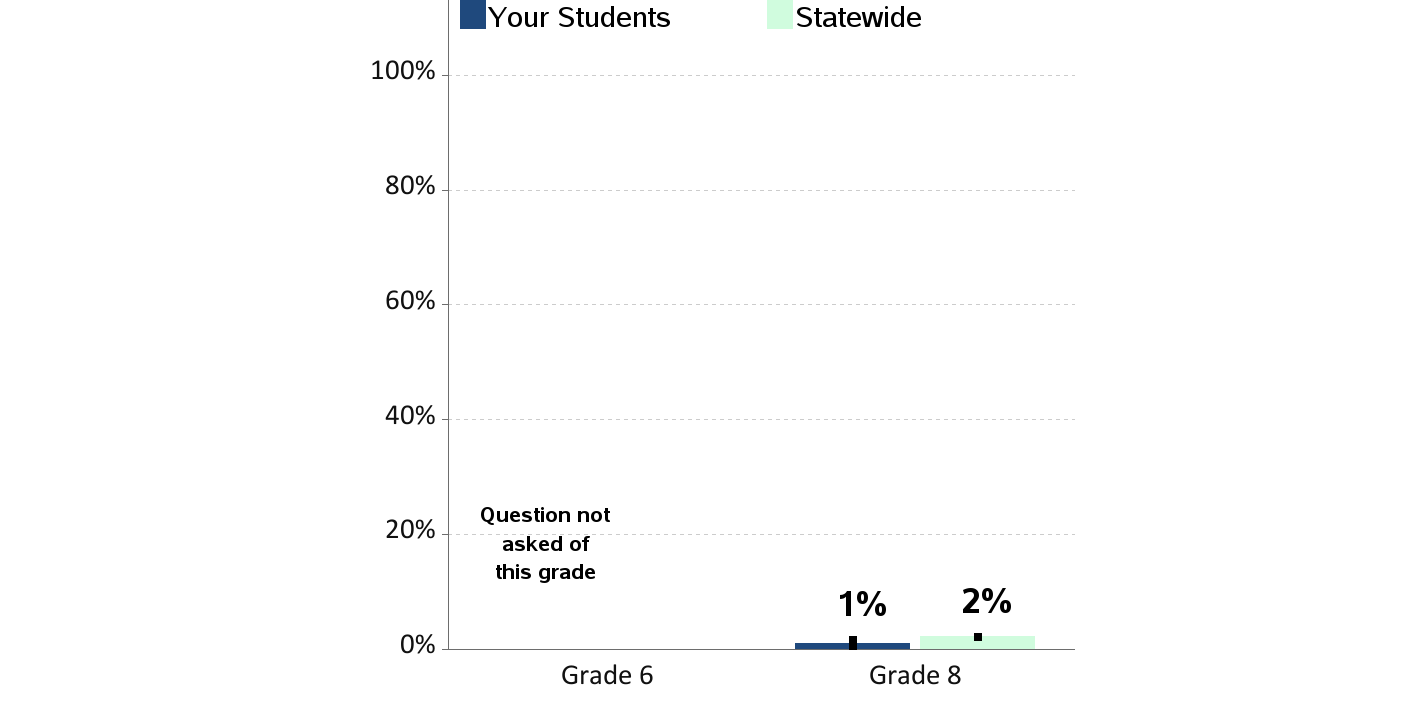 Your Students Statewide
100%
80%
60%
40%
20%
0%
Question not
asked of
this grade
1% 2%
Grade 6 Grade 8